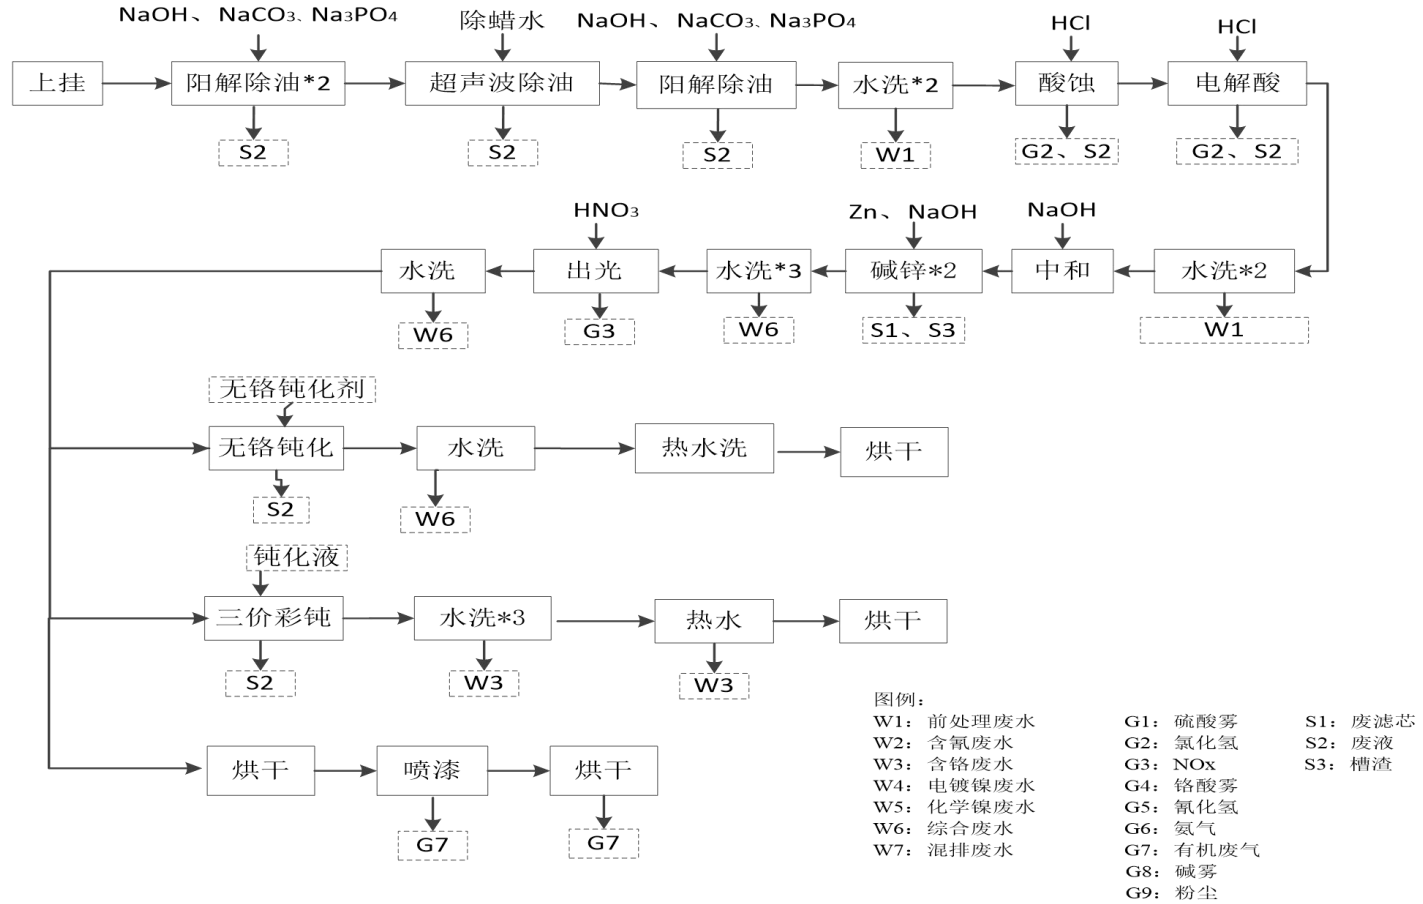 NaOH、NaCO3、Na3PO4
除蜡水
NaOH、NaCO3、Na3PO4
HCl
HCl
上挂
阳解除油*2
超声波除油
阳解除油
水洗*2
酸蚀
电解酸
S2
S2
S2
W1
G2、S2
G2、S2
HNO3
Zn、NaOH
NaOH
水洗
出光
水洗*3
碱锌*2
中和
水洗*2
W6
G3
W6
S1、S3
W1
无铬钝化剂
无铬钝化
水洗
热水洗
烘干
S2
W6
钝化液
三价彩钝
水洗*3
热水
烘干
S2
W3
W3
烘干
喷漆
烘干
G7
G7
图例：
W1：前处理废水
W2：含氰废水
W3：含铬废水
W4：电镀镍废水
W5：化学镍废水
W6：综合废水
W7：混排废水
G1：硫酸雾
G2：氯化氢
G3：NOx
G4：铬酸雾
G5：氰化氢
G6：氨气
G7：有机废气
G8：碱雾
G9：粉尘
S1：废滤芯
S2：废液
S3：槽渣